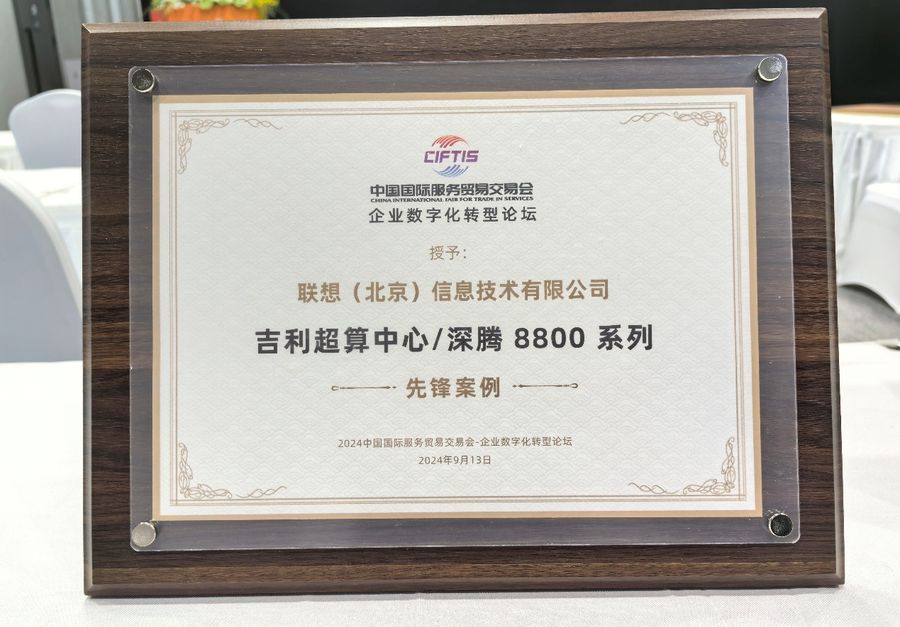 CIFTIS
中国国际服务贸易交易会
CHINA INTERNATIONAL FAIR FOR TRADE IN SERVICES
企业数字化转型论坛
授予：
联想（北京）信息技术有限公司
吉利超算中心/深腾 8800 系列
先锋案例
2024中国国际服务贸易交易会-企业数字化转型论坛
2024年9月13日